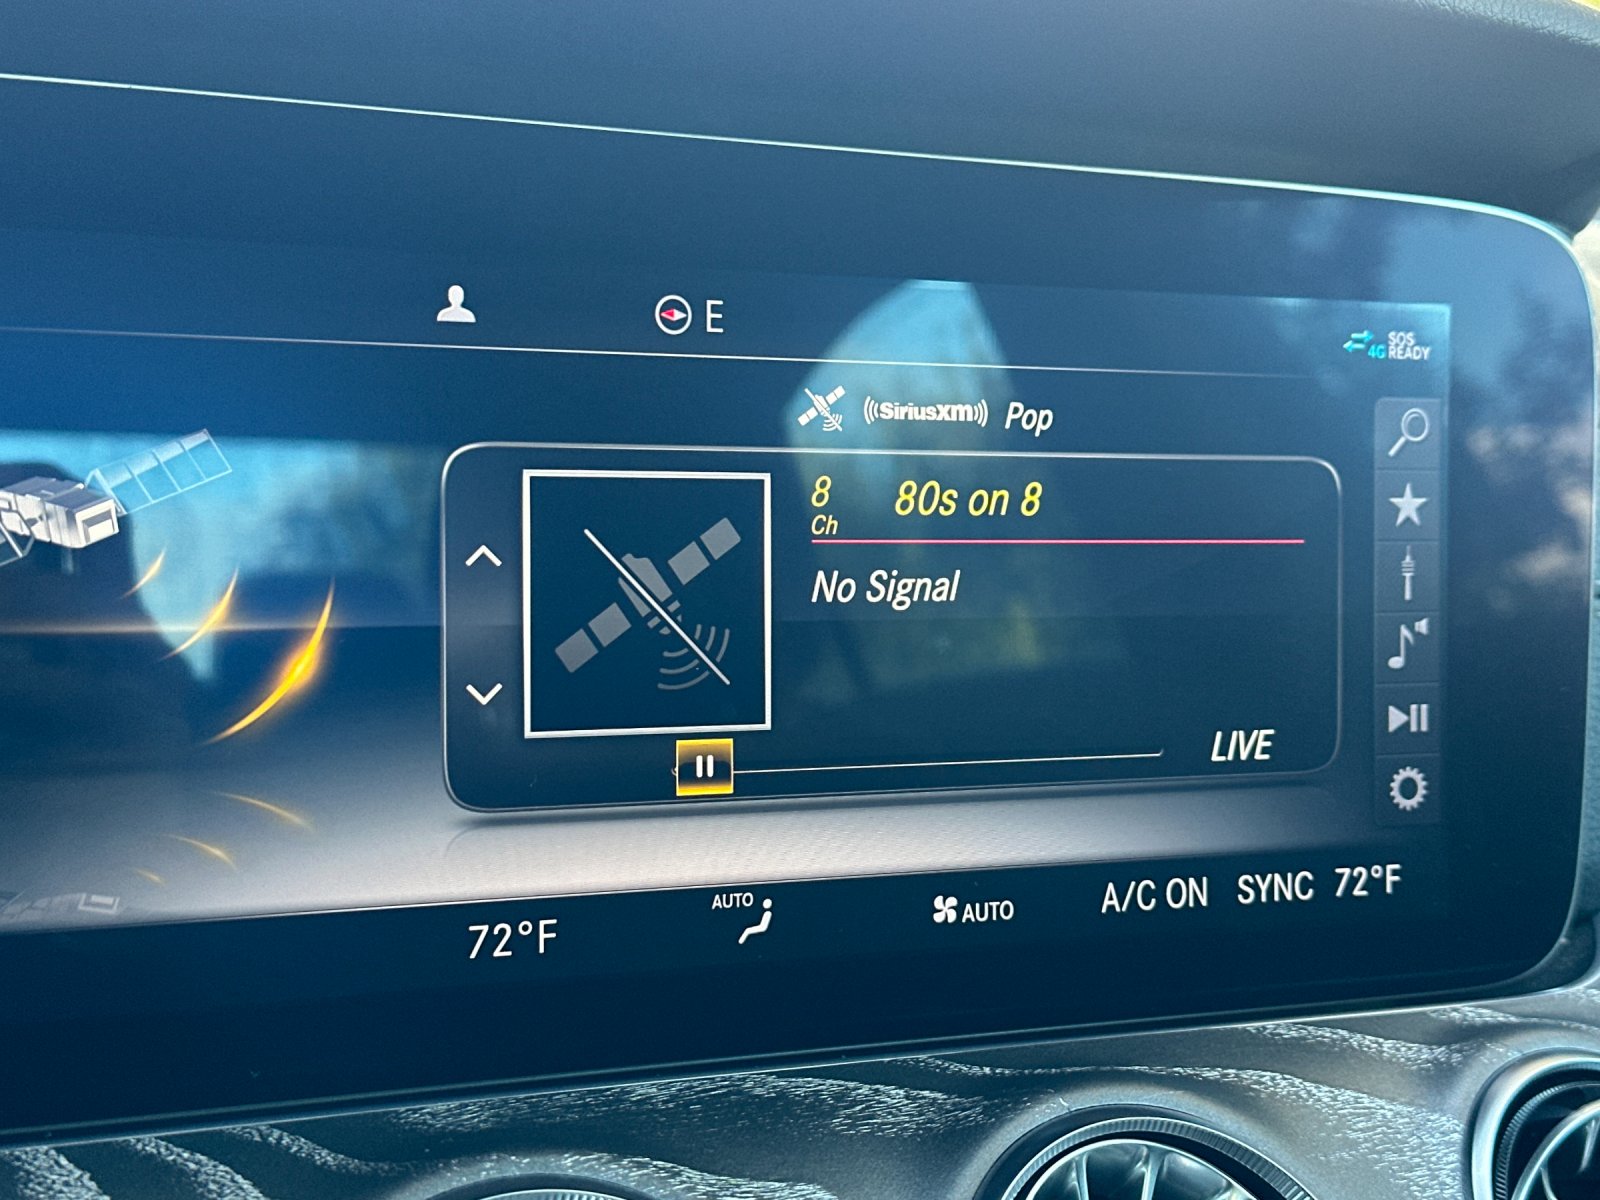 E
4G SOS
READY
((SiriusXM)) Pop
8
Ch
80s on 8
No Signal
LIVE
72°F
AUTO
AUTO
A/C ON
SYNC
72°F